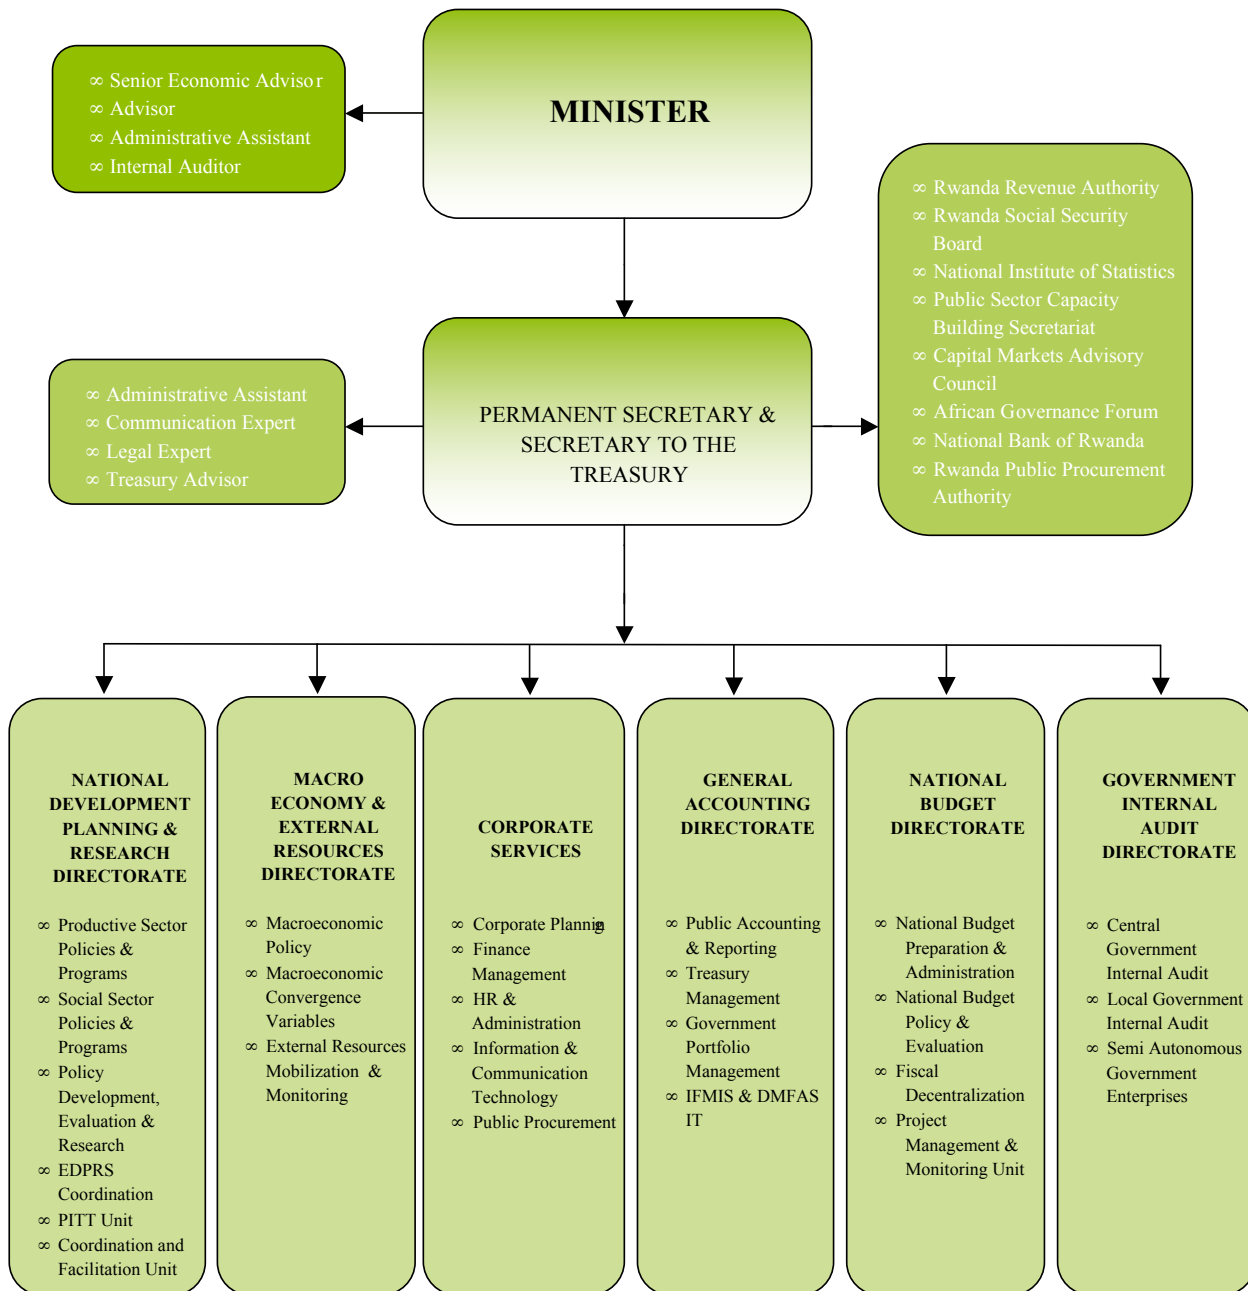 ∞ Senior Economic Advisor
∞ Advisor
∞ Administrative Assistant
∞ Internal Auditor
MINISTER
∞ Rwanda Revenue Authority
∞ Rwanda Social Security
Board
∞ National Institute of Statistics
∞ Public Sector Capacity
Building Secretariat
∞ Capital Markets Advisory
Council
∞ African Governance Forum
∞ National Bank of Rwanda
∞ Rwanda Public Procurement
Authority
∞ Administrative Assistant
∞ Communication Expert
∞ Legal Expert
∞ Treasury Advisor
PERMANENT SECRETARY &
SECRETARY TO THE
TREASURY
NATIONAL
DEVELOPMENT
PLANNING &
RESEARCH
DIRECTORATE
∞ Productive Sector
Policies &
Programs
∞ Social Sector
Policies &
Programs
∞ Policy
Development,
Evaluation &
Research
∞ EDPRS
Coordination
∞ PITT Unit
∞ Coordination and
Facilitation Unit
MACRO
ECONOMY &
EXTERNAL
RESOURCES
DIRECTORATE
∞ Macroeconomic
Policy
∞ Macroeconomic
Convergence
Variables
∞ External Resources
Mobilization &
Monitoring
CORPORATE
SERVICES
∞ Corporate Planning
∞ Finance
Management
∞ HR &
Administration
∞ Information &
Communication
Technology
∞ Public Procurement
GENERAL
ACCOUNTING
DIRECTORATE
∞ Public Accounting
& Reporting
∞ Treasury
Management
∞ Government
Portfolio
Management
∞ IFMIS & DMFAS
IT
NATIONAL
BUDGET
DIRECTORATE
∞ National Budget
Preparation &
Administration
∞ National Budget
Policy &
Evaluation
∞ Fiscal
Decentralization
∞ Project
Management &
Monitoring Unit
GOVERNMENT
INTERNAL
AUDIT
DIRECTORATE
∞ Central
Government
Internal Audit
∞ Local Government
Internal Audit
∞ Semi Autonomous
Government
Enterprises